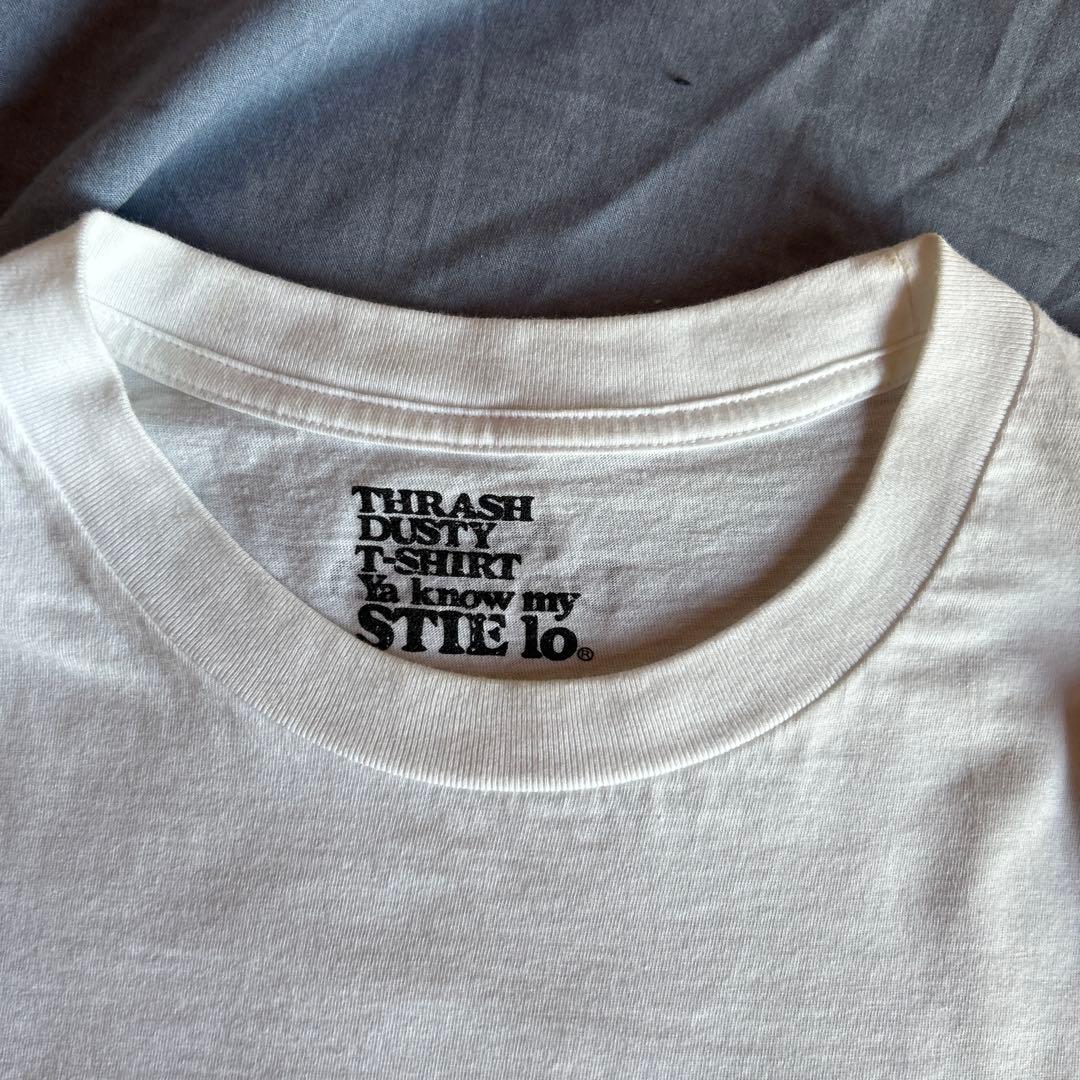 THRASH
DUSTY
T-SHIRT
Ya know my
STIE lo®